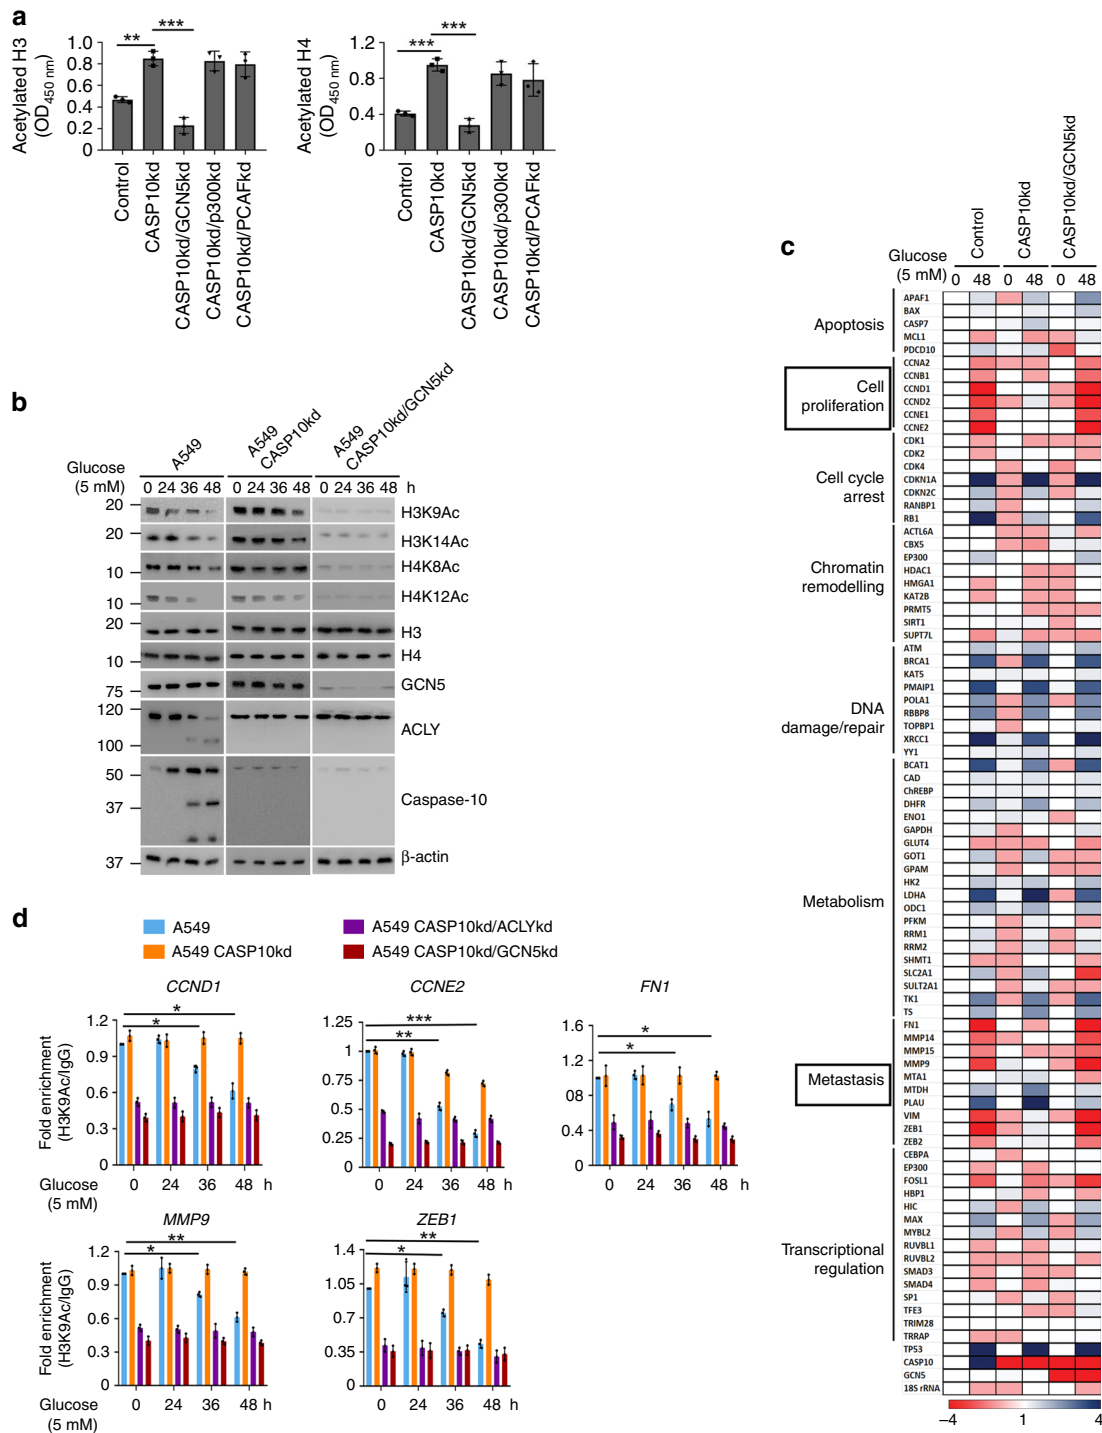 a
Acetylated H3
(OD450 nm)
1.0
0.8
0.6
0.4
0.2
0
**
***
Control
CASP10kd
CASP10kd/GCN5kd
CASP10kd/p300kd
CASP10kd/PCAFkd
Acetylated H4
(OD450 nm)
1.2
0.8
0.4
0
***
***
Control
CASP10kd
CASP10kd/GCN5kd
CASP10kd/p300kd
CASP10kd/PCAFkd
b
A549
A549
CASP10kd
A549
CASP10kd/GCN5kd
Glucose
(5 mM)
0 24 36 48
0 24 36 48
0 24 36 48 h
20
H3K9Ac
20
H3K14Ac
10
H4K8Ac
10
H4K12Ac
20
H3
10
H4
75
GCN5
120
100
ACLY
50
37
Caspase-10
37
β-actin
c
Control
CASP10kd
CASP10kd/GCN5kd
Glucose
(5 mM)
0 48 0 48 0 48
Apoptosis
APAF1
BAX
CASP7
MCL1
PDCD10
Cell
proliferation
CCNA2
CCNB1
CCND1
CCND2
CCNE1
CCNE2
Cell cycle
arrest
CDK1
CDK2
CDK4
CDKN1A
CDKN2C
RANBP1
RB1
Chromatin
remodelling
ACTL6A
CBX5
EP300
HDAC1
HMGA1
KAT2B
PRMT5
SIRT1
SUPT7L
DNA
damage/repair
ATM
BRCA1
KAT5
PMAIP1
POLA1
RBBP8
TOPBP1
XRCC1
YY1
Metabolism
BCAT1
CAD
ChREBP
DHFR
ENO1
GAPDH
GLUT4
GOT1
GPAM
HK2
LDHA
ODC1
PFKM
RRM1
RRM2
SHMT1
SLC2A1
SULT2A1
TK1
TS
Metastasis
FN1
MMP14
MMP15
MMP9
MTA1
MTDH
PLAU
VIM
ZEB1
ZEB2
Transcriptional
regulation
CEBPA
EP300
FOSL1
HBP1
HIC
MAX
MYBL2
RUVBL1
RUVBL2
SMAD3
SMAD4
SP1
TFE3
TRIM28
TRRAP
TP53
CASP10
GCN5
18S rRNA
−4 1 4
d
A549
A549 CASP10kd
A549 CASP10kd/ACLYkd
A549 CASP10kd/GCN5kd
CCND1
Fold enrichment
(H3K9Ac/IgG)
1.2
0.9
0.6
0.3
0
*
*
Glucose
(5 mM)
0 24 36 48 h
CCNE2
1.25
1
0.75
0.5
0.25
0
***
**
0 24 36 48 h
FN1
1.6
1.2
0.8
0.4
0
*
*
0 24 36 48 h
MMP9
Fold enrichment
(H3K9Ac/IgG)
1.2
0.9
0.6
0.3
0
**
*
Glucose
(5 mM)
0 24 36 48 h
ZEB1
1.4
1.05
0.7
0.35
0
**
*
0 24 36 48 h